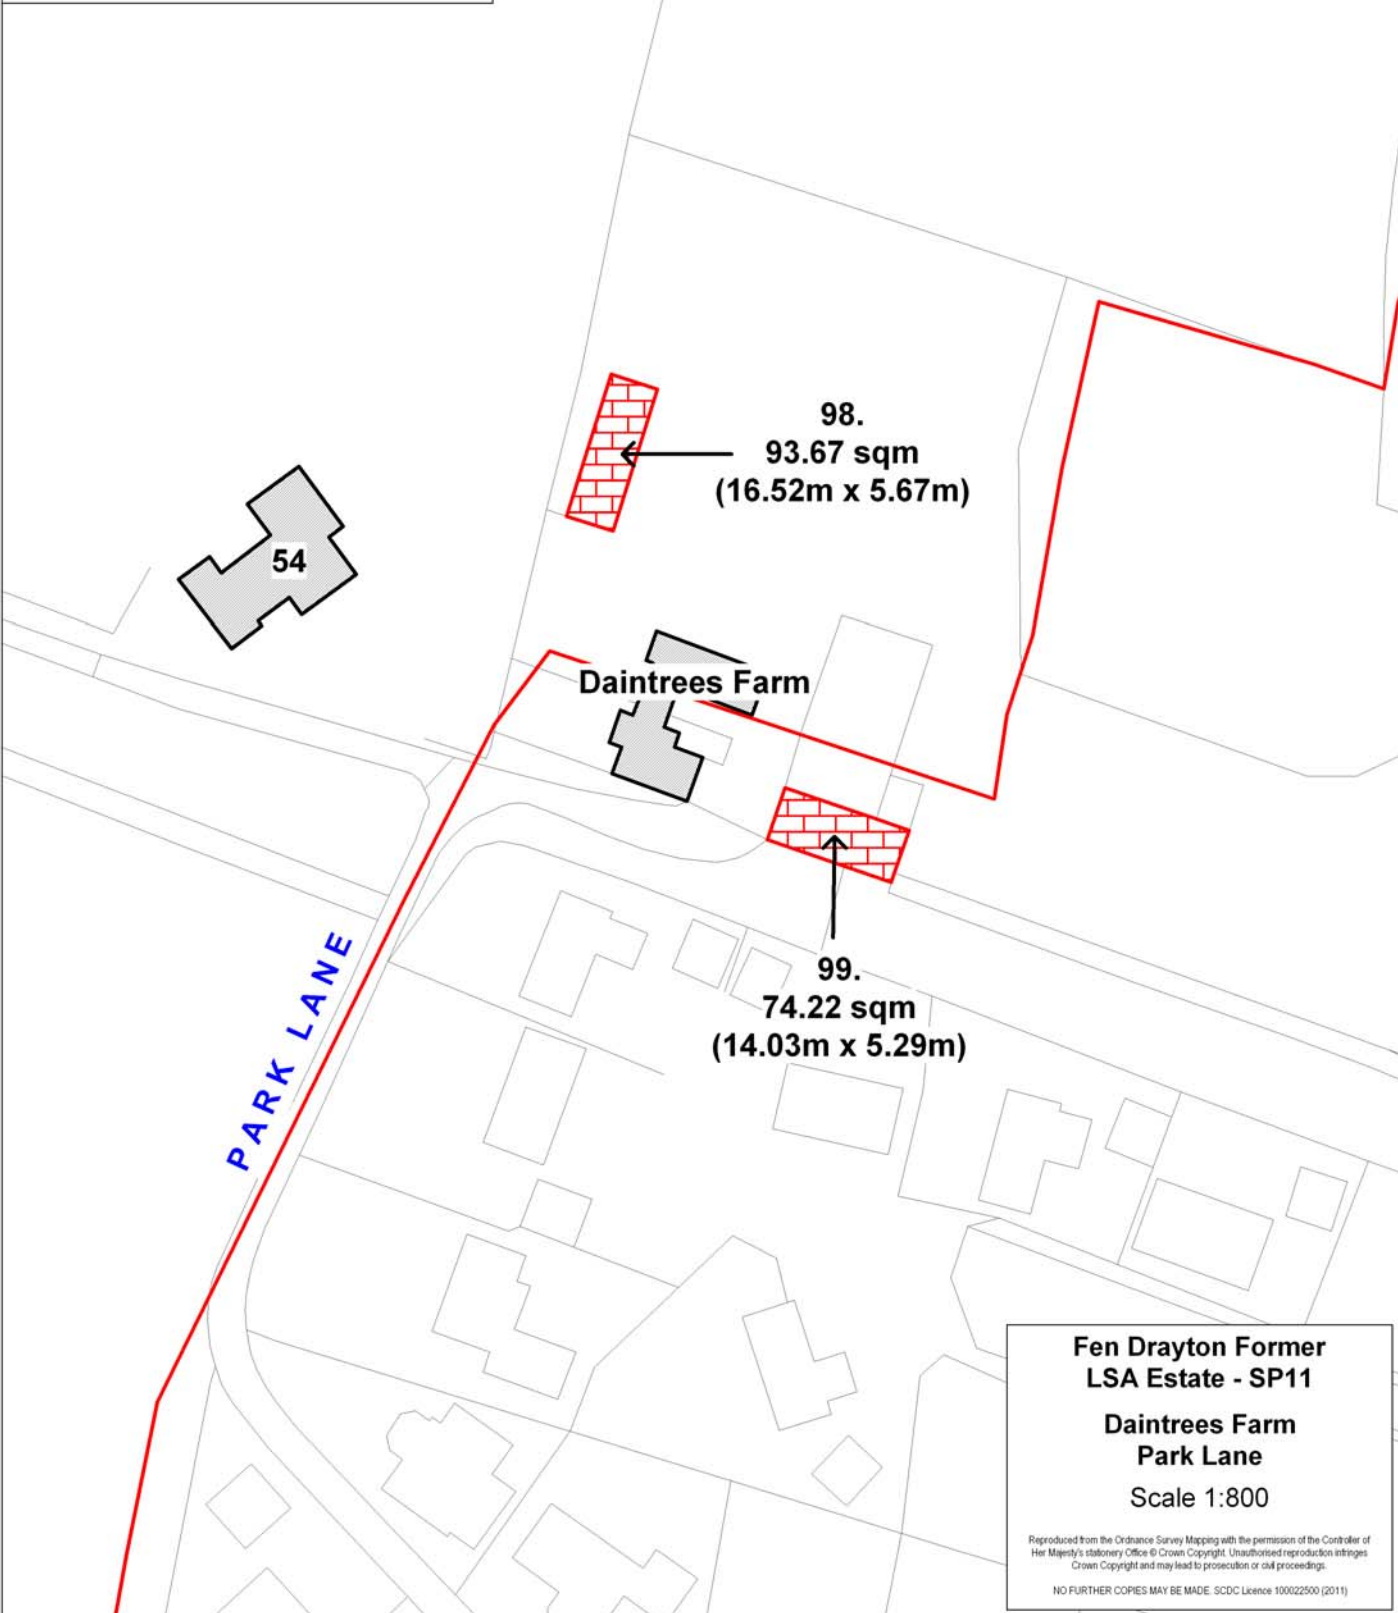 98.
93.67 sqm
(16.52m x 5.67m)
54
Daintrees Farm
99.
74.22 sqm
(14.03m x 5.29m)
PARK LANE
Fen Drayton Former
LSA Estate - SP11
Daintrees Farm
Park Lane
Scale 1:800
Reproduced from the Ordnance Survey Mapping with the permission of the Controller of
Her Majesty's stationery Office © Crown Copyright. Unauthorised reproduction infringes
Crown Copyright and may lead to prosecution or civil proceedings.
NO FURTHER COPIES MAY BE MADE. SCDC Licence 100022500 (2011)